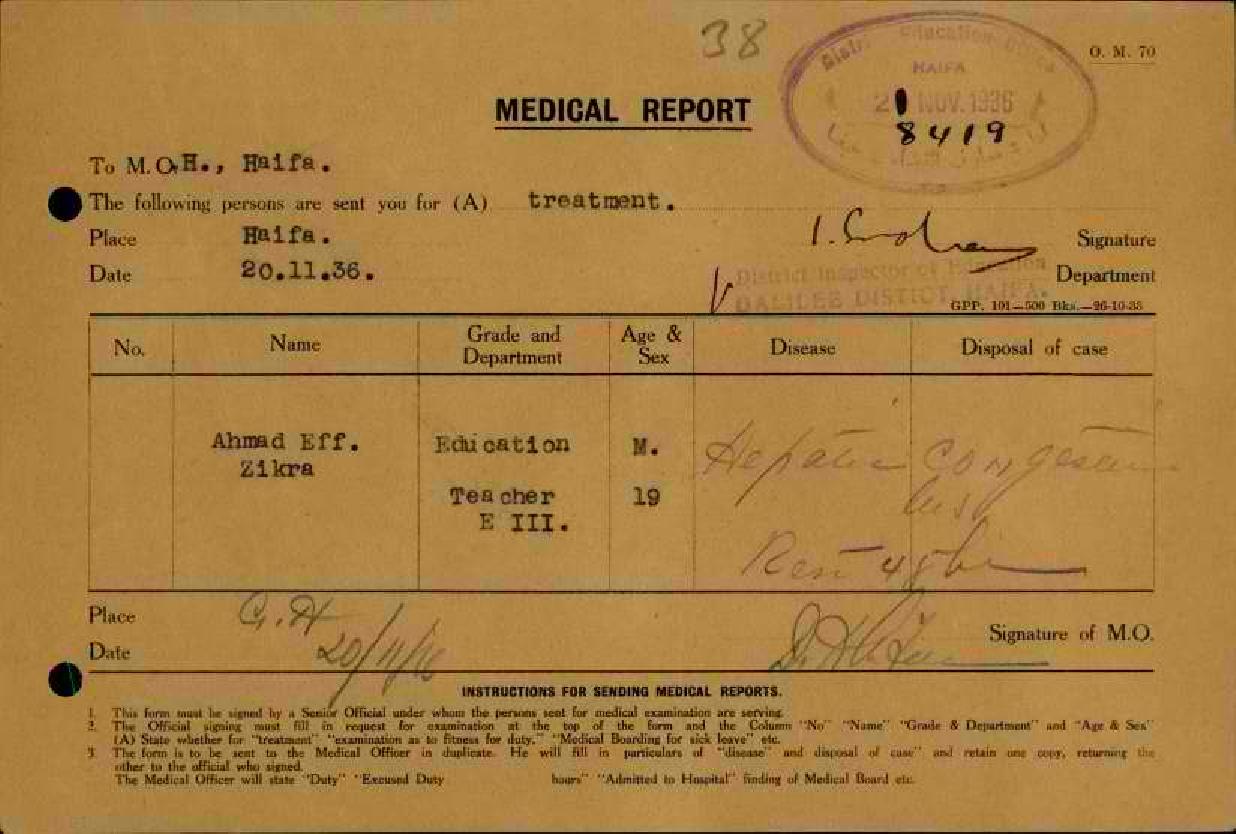 38
O. M. 70
District Education Office
HAIFA
21 NOV. 1936
8419
MEDICAL REPORT
To M.O.H., Haifa.
The following persons are sent you for (A) treatment.
Place Haifa. Signature
Date 20.11.36. Department
District Inspector of Education
GALILEE DISTICT, HAIFA.
GPP. 101—500 Bks.—26-10-35
No. Name Grade and Department Age & Sex Disease Disposal of case
Ahmad Eff. Education M. Hepatic congestion
Zikra
Teacher 19
E III.
Rest 48 hrs
Place G.H
Date 20/11/36 Signature of M.O.
INSTRUCTIONS FOR SENDING MEDICAL REPORTS.
1. This form must be signed by a Senior Official under whom the persons sent for medical examination are serving.
2. The Official signing must fill in request for examination at the top of the form and the Column "No" "Name" "Grade & Department" and "Age & Sex"
(A) State whether for "treatment" "examination as to fitness for duty," "Medical Boarding for sick leave" etc.
3 The form is to be sent to the Medical Officer in duplicate. He will fill in particulars of "disease" and disposal of case" and retain one copy, returning the
other to the official who signed.
The Medical Officer will state "Duty" "Excused Duty hours" "Admitted to Hospital" finding of Medical Board etc.